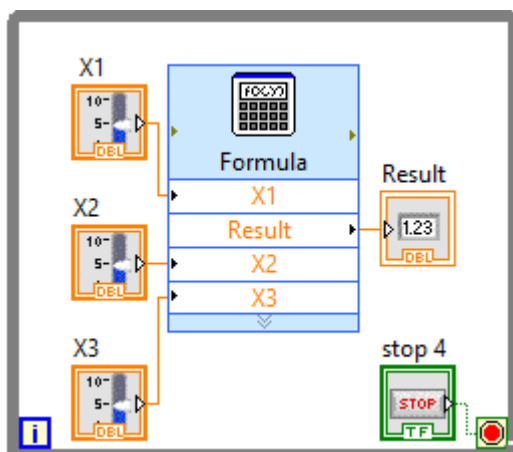 X1
10-
5-
DBL
F(X,Y)
Formula
X1
Result
X2
X3
X2
10-
5-
DBL
X3
10-
5-
DBL
Result
1.23
DBL
stop 4
STOP
TF
i